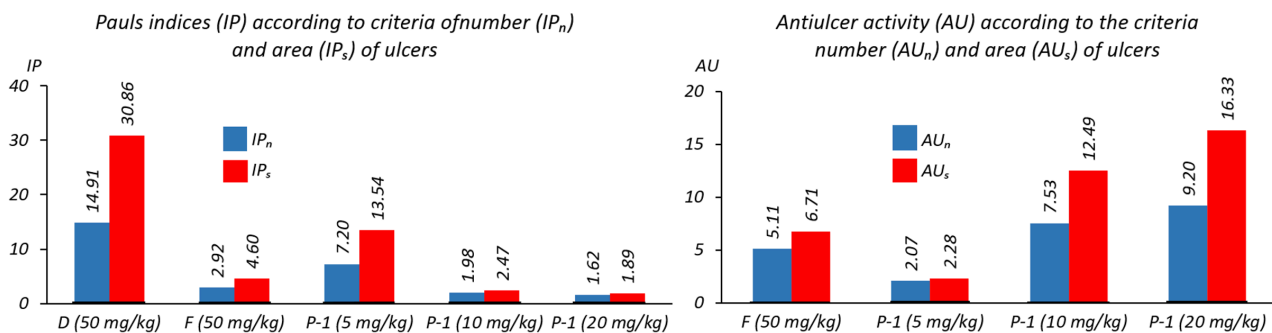 Pauls indices (IP) according to criteria ofnumber (IPn)
and area (IPs) of ulcers
IP
40
30
20
10
0
14.91
30.86
2.92
4.60
7.20
13.54
1.98
2.47
1.62
1.89
IPn
IPs
D (50 mg/kg) F (50 mg/kg) P-1 (5 mg/kg) P-1 (10 mg/kg) P-1 (20 mg/kg)
Antiulcer activity (AU) according to the criteria
number (AUn) and area (AUs) of ulcers
AU
20
15
10
5
0
5.11
6.71
2.07
2.28
7.53
12.49
9.20
16.33
AUn
AUs
F (50 mg/kg) P-1 (5 mg/kg) P-1 (10 mg/kg) P-1 (20 mg/kg)